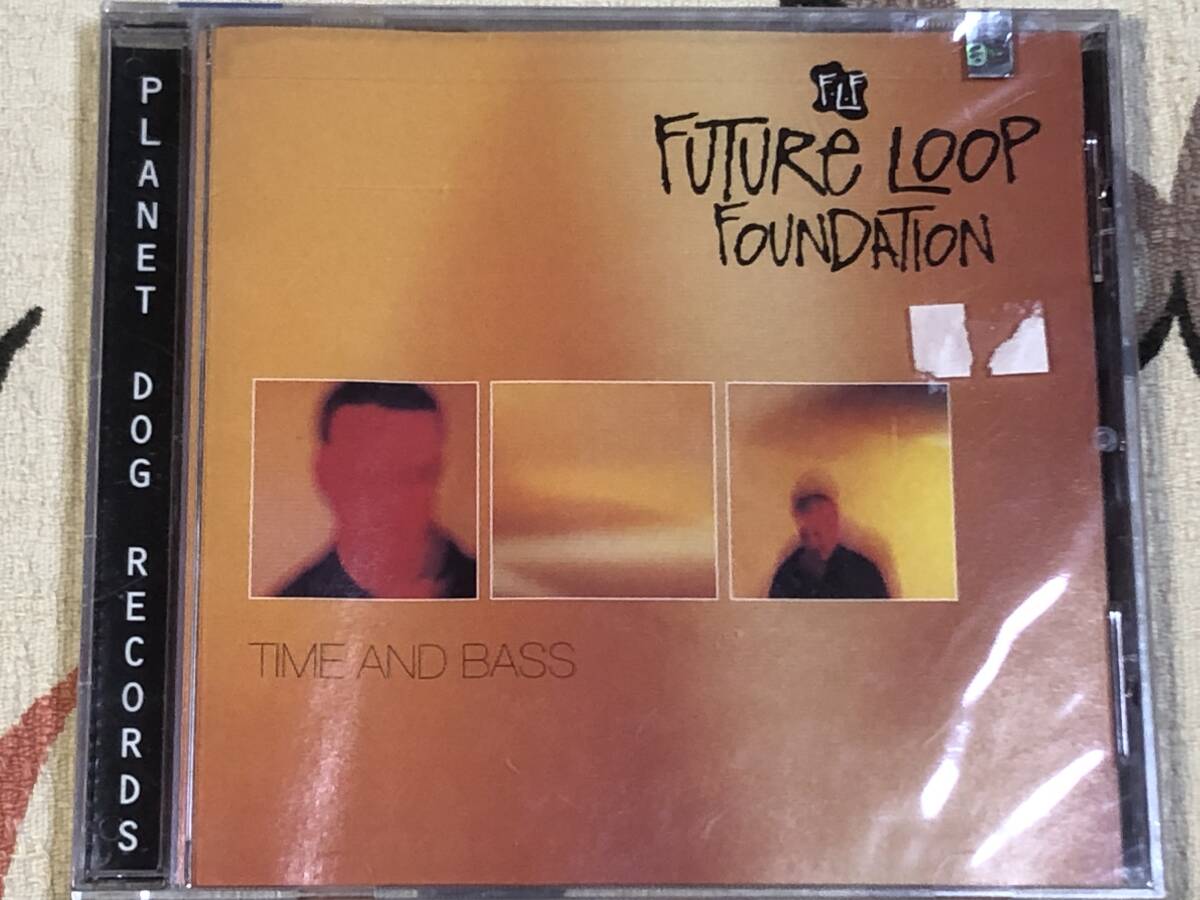 PLANET DOG RECORDS
FLF
FUTURe LOOP
FOUNDATION
TIME AND BASS